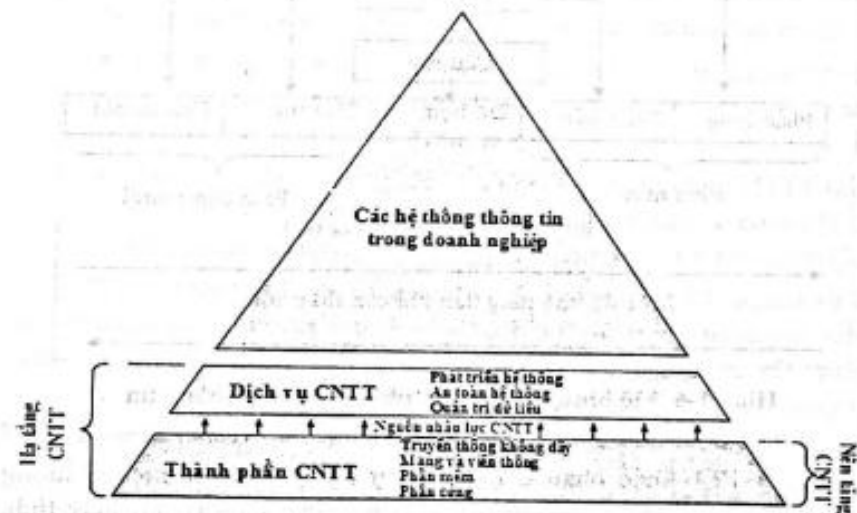 Các hệ thống thông tin
trong doanh nghiệp
Dịch vụ CNTT
Phát triển hệ thống
An toàn hệ thống
Quản trị dữ liệu
Nguồn nhân lực CNTT
Thành phần CNTT
Truyền thông không dây
Mạng và viễn thông
Phần mềm
Phần cứng
Hạ tầng
CNTT
Nền tảng
CNTT